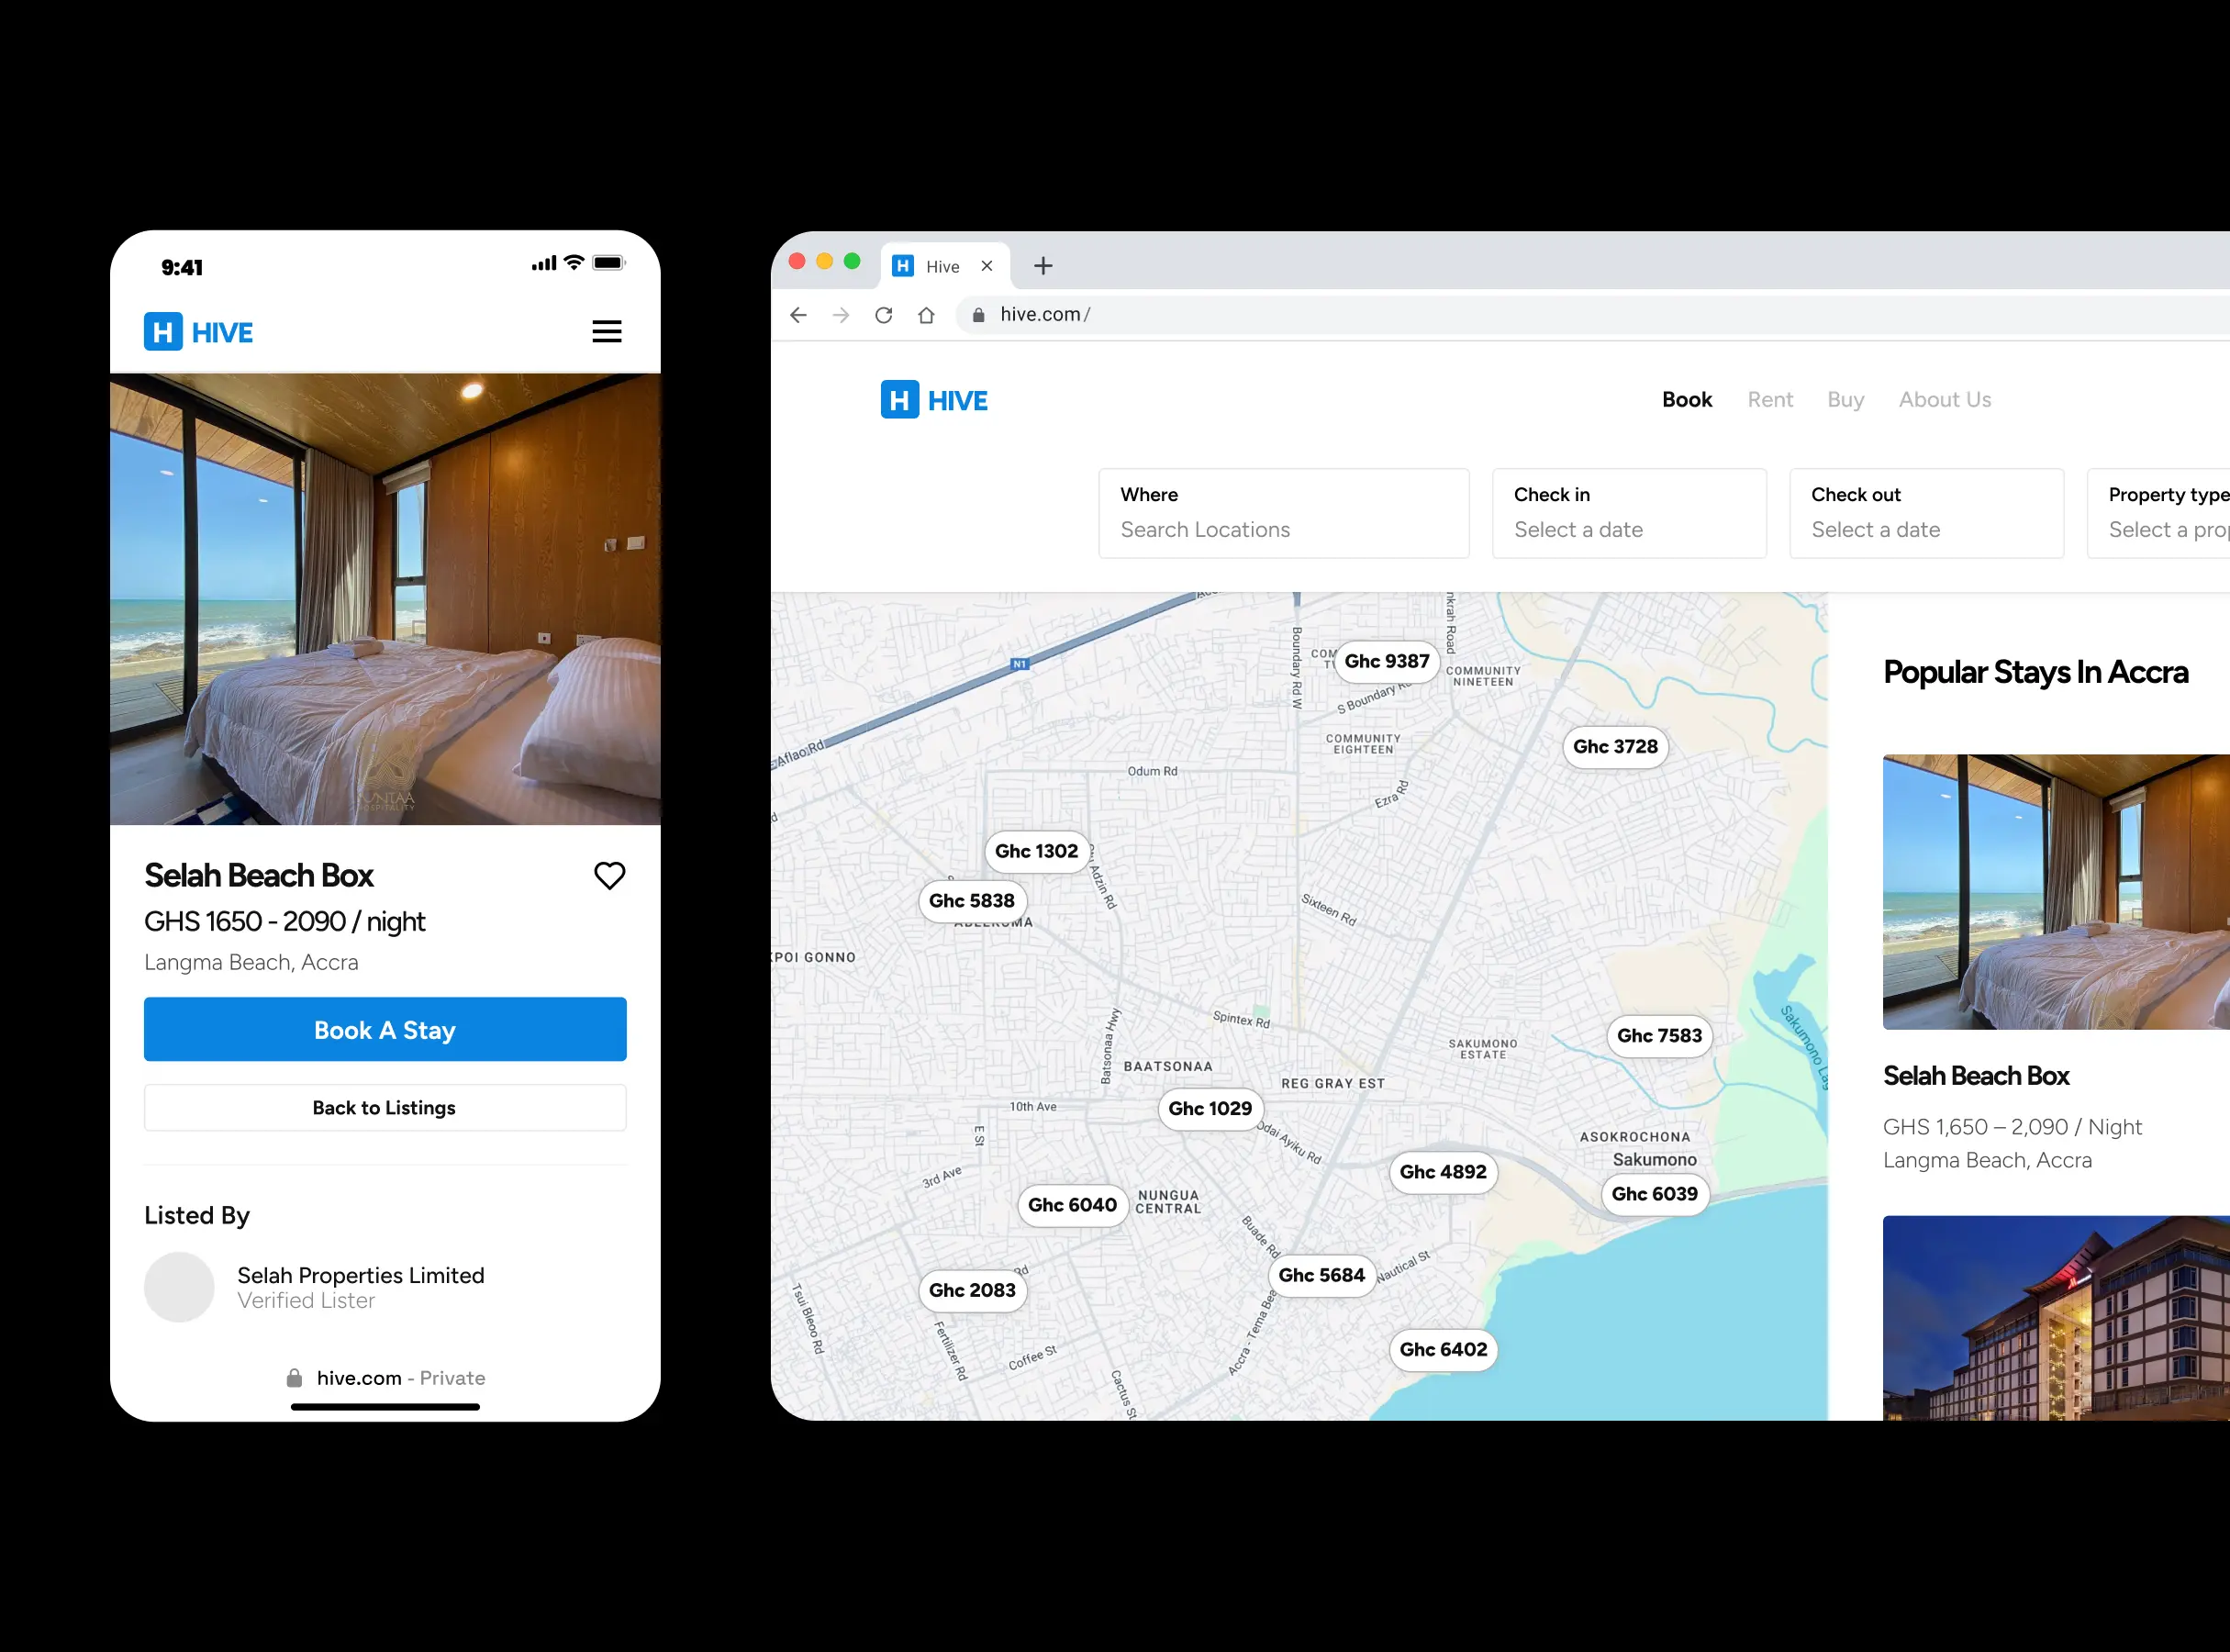 9:41
H HIVE
UNTAA
HOSPITALITY
Selah Beach Box
GHS 1650 - 2090 / night
Langma Beach, Accra
Book A Stay
Back to Listings
Listed By
Selah Properties Limited
Verified Lister
hive.com - Private
H Hive
hive.com/
H HIVE
Book Rent Buy About Us
Where
Search Locations
Check in
Select a date
Check out
Select a date
Property type
Select a prop
N1
Aflao Rd
Boundary Rd W
nkrah Road
Ghc 9387
COMMUNITY
NINETEEN
S Boundary Rd
COMMUNITY
EIGHTEEN
Ghc 3728
Odum Rd
Ezra Rd
Ghc 1302
Adzin Rd
Ghc 5838
Sixteen Rd
KPOI GONNO
Spintex Rd
Batsonaa Hwy
BAATSONAA
SAKUMONO
ESTATE
Ghc 7583
Sakumono Lag
REG GRAY EST
10th Ave
Ghc 1029
Odai Ayiku Rd
E St
ASOKROCHONA
Sakumono
3rd Ave
Ghc 4892
Ghc 6039
Ghc 6040
NUNGUA
CENTRAL
Buade Rd
Ghc 2083
Rd
Ghc 5684
Nautical St
Tsui Bleoo Rd
Fertilizer Rd
Coffee St
Accra - Tema Bea
Cactus St
Ghc 6402
Popular Stays In Accra
Selah Beach Box
GHS 1,650 – 2,090 / Night
Langma Beach, Accra